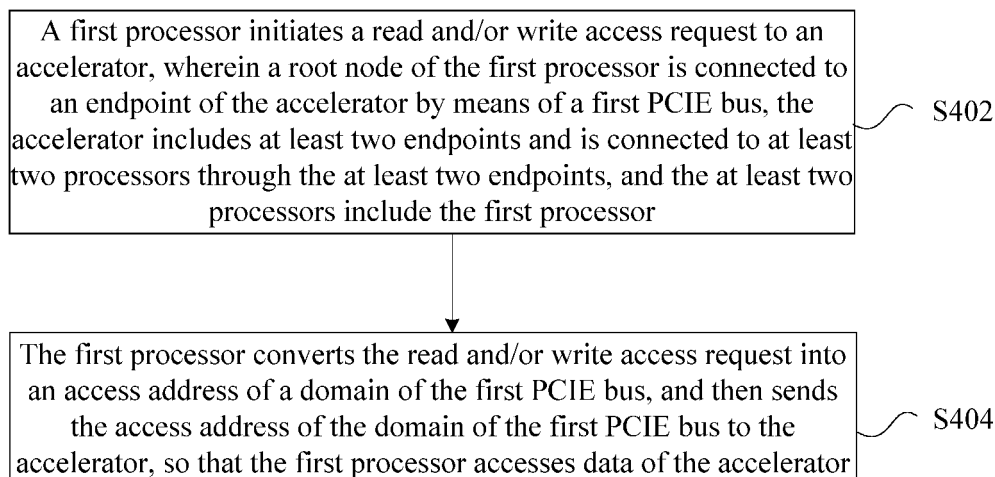 A first processor initiates a read and/or write access request to an
accelerator, wherein a root node of the first processor is connected to
an endpoint of the accelerator by means of a first PCIE bus, the
accelerator includes at least two endpoints and is connected to at least
two processors through the at least two endpoints, and the at least two
processors include the first processor
S402
The first processor converts the read and/or write access request into
an access address of a domain of the first PCIE bus, and then sends
the access address of the domain of the first PCIE bus to the
accelerator, so that the first processor accesses data of the accelerator
S404